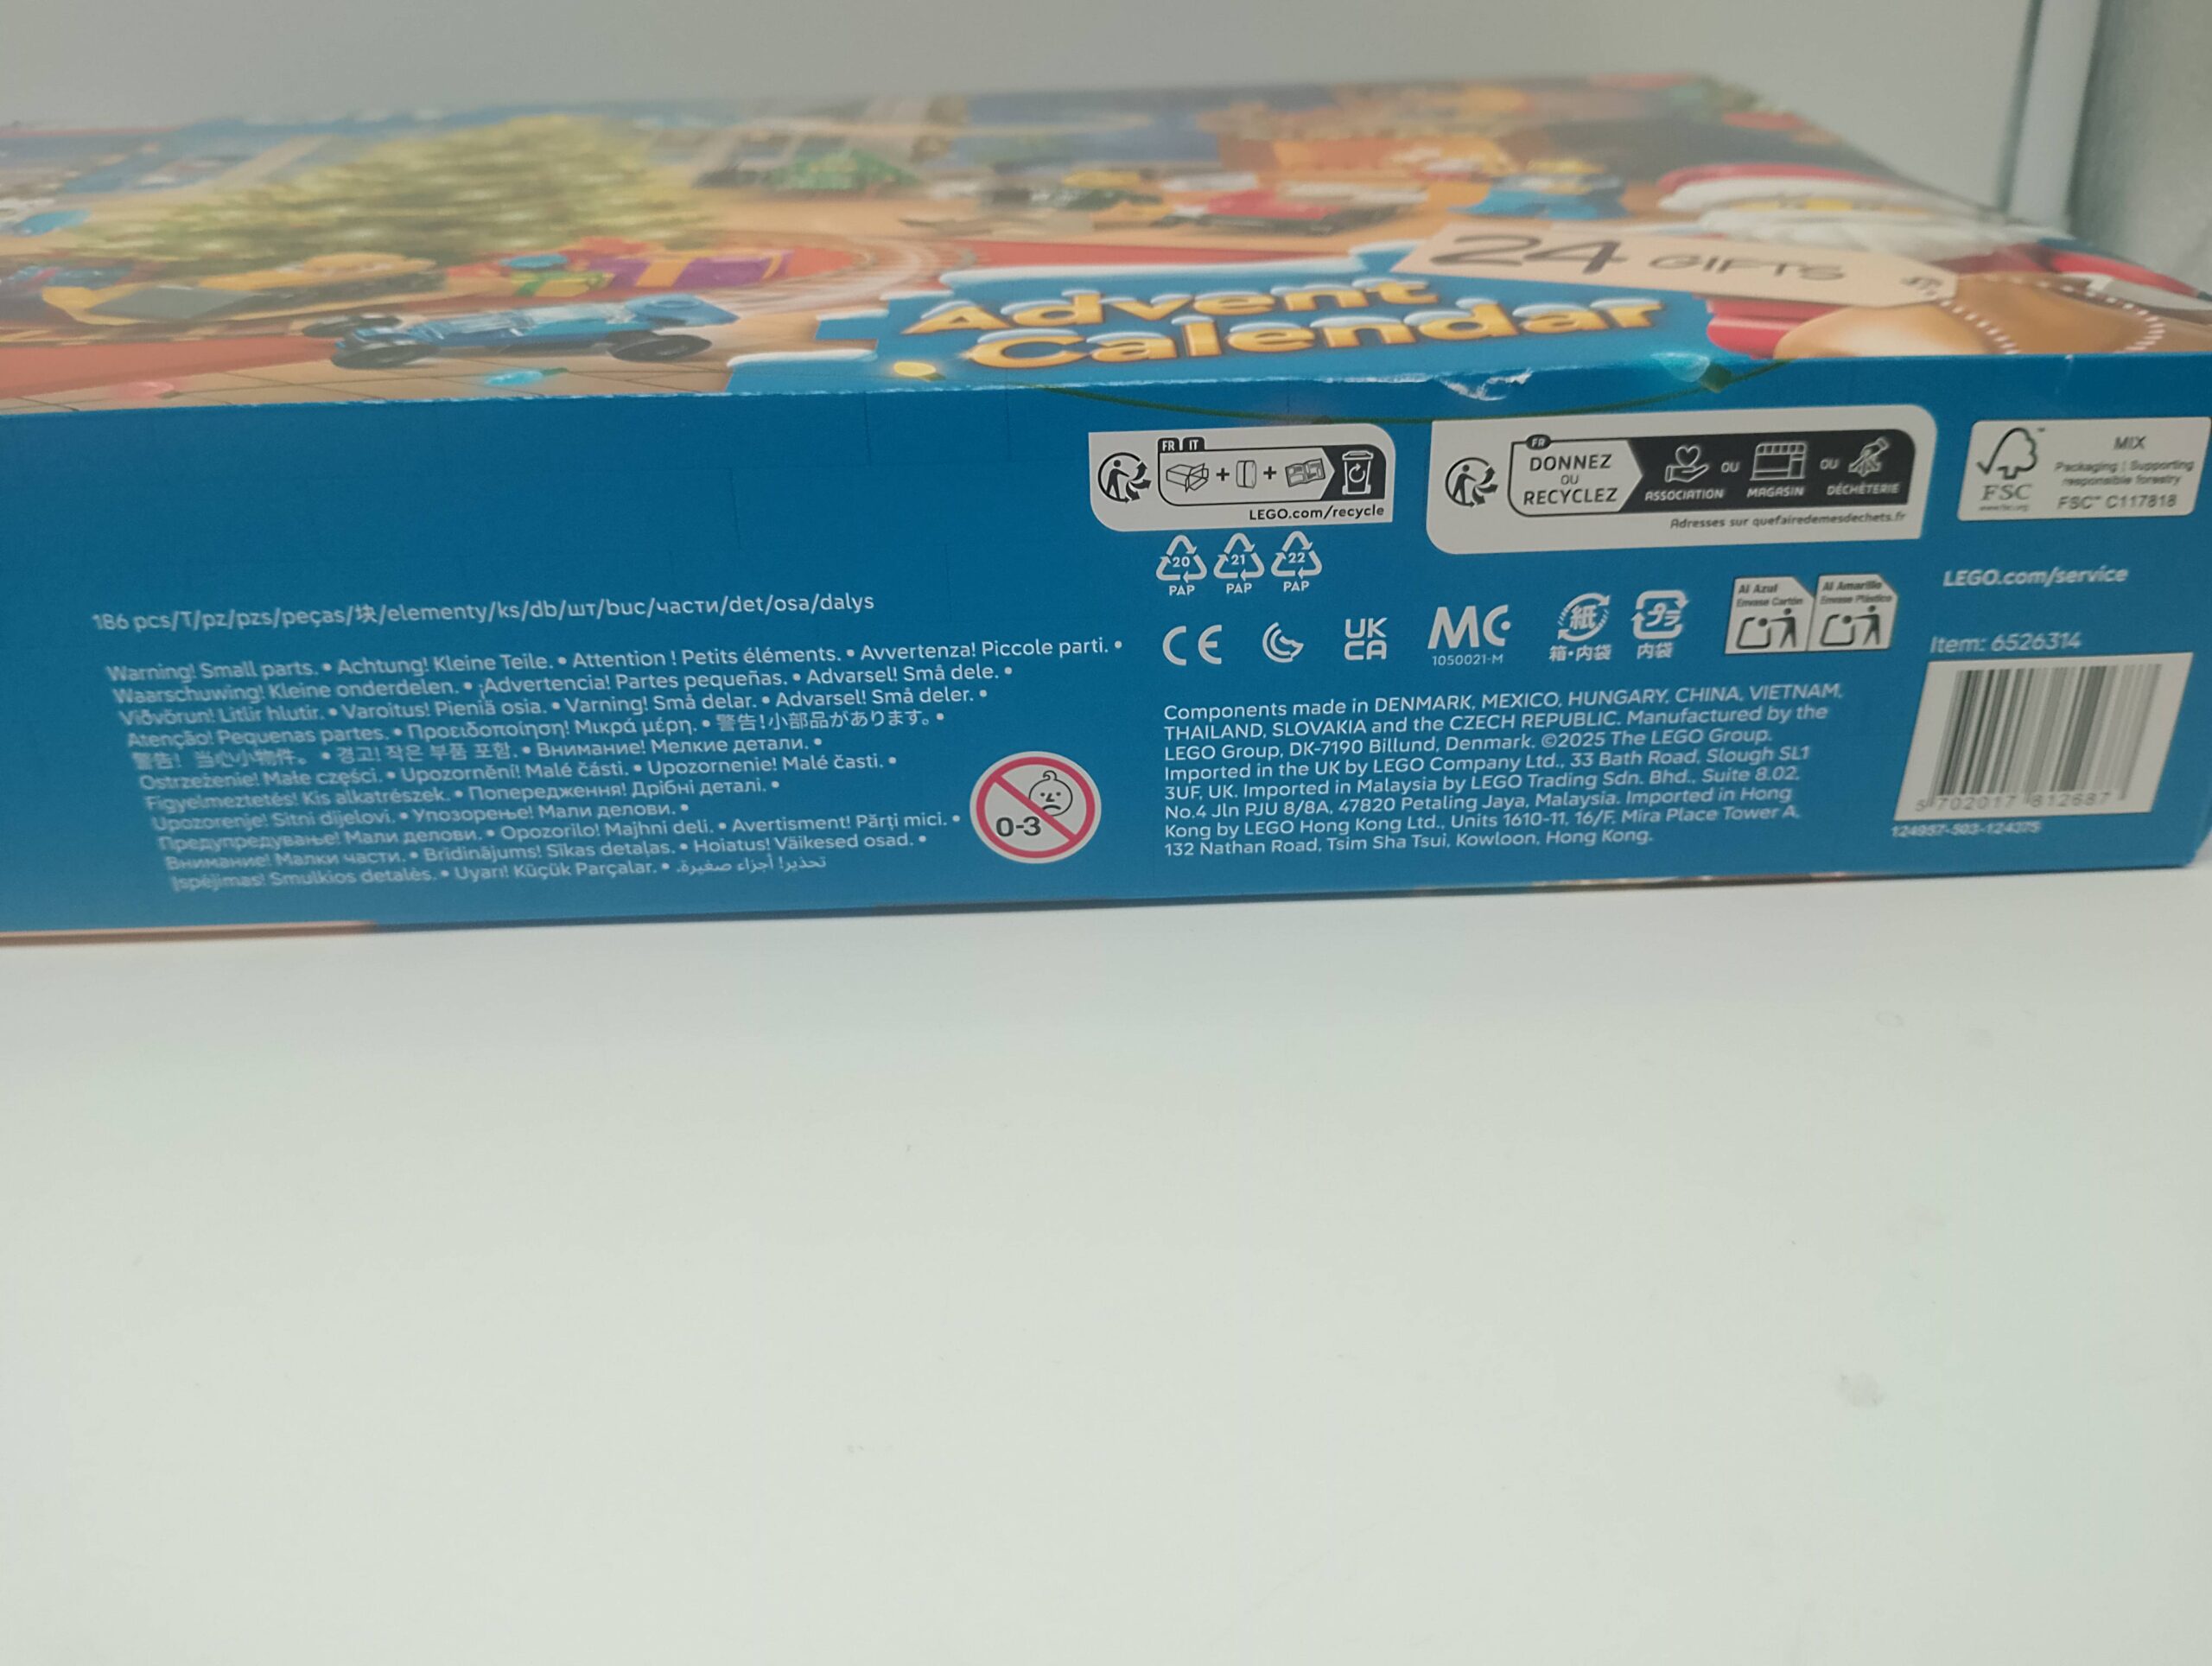 24 GIFTS
Advent
Calendar
FR IT
LEGO.com/recycle
FR
DONNEZ
OU
RECYCLEZ
ASSOCIATION OU MAGASIN OU DÉCHÈTERIE
Adresses sur quefairedemesdechets.fr
FSC
MIX
Packaging | Supporting
responsible forestry
FSC™ C117818
20 21 22
PAP PAP PAP
LEGO.com/service
186 pcs/T/pz/pzs/peças/块/elementy/ks/db/шт/buc/части/det/osa/dalys
Warning! Small parts. • Achtung! Kleine Teile. • Attention ! Petits éléments. • Avvertenza! Piccole parti. •
Waarschuwing! Kleine onderdelen. • ¡Advertencia! Partes pequeñas. • Advarsel! Små dele. •
Viðvörun! Litlir hlutir. • Varoitus! Pieniä osia. • Varning! Små delar. • Advarsel! Små deler. •
Atenção! Pequenas partes. • Προειδοποίηση! Μικρά μέρη. • 警告!小部品があります。 •
警告! 当心小物件。 • 경고! 작은 부품 포함. • Внимание! Мелкие детали. •
Ostrzeżenie! Małe części. • Upozornění! Malé části. • Upozornenie! Malé časti. •
Figyelmeztetés! Kis alkatrészek. • Попередження! Дрібні деталі. •
Upozorenje! Sitni dijelovi. • Упозорење! Мали делови. •
Предупредување! Мали делови. • Opozorilo! Majhni deli. • Avertisment! Părți mici. •
Внимание! Малки части. • Brīdinājums! Sīkas detaļas. • Hoiatus! Väikesed osad. •
Įspėjimas! Smulkios detalės. • Uyarı! Küçük Parçalar. • تحذير! أجزاء صغيرة.
0-3
CE
UK
CA
MC
1050021-M
紙
箱・内袋
プラ
内袋
Al Azul
Envase Cartón
Al Amarillo
Envase Plástico
Components made in DENMARK, MEXICO, HUNGARY, CHINA, VIETNAM,
THAILAND, SLOVAKIA and the CZECH REPUBLIC. Manufactured by the
LEGO Group, DK-7190 Billund, Denmark. ©2025 The LEGO Group.
Imported in the UK by LEGO Company Ltd., 33 Bath Road, Slough SL1
3UF, UK. Imported in Malaysia by LEGO Trading Sdn. Bhd., Suite 8.02,
No.4 Jln PJU 8/8A, 47820 Petaling Jaya, Malaysia. Imported in Hong
Kong by LEGO Hong Kong Ltd., Units 1610-11, 16/F, Mira Place Tower A,
132 Nathan Road, Tsim Sha Tsui, Kowloon, Hong Kong.
Item: 6526314
5 702017 812687